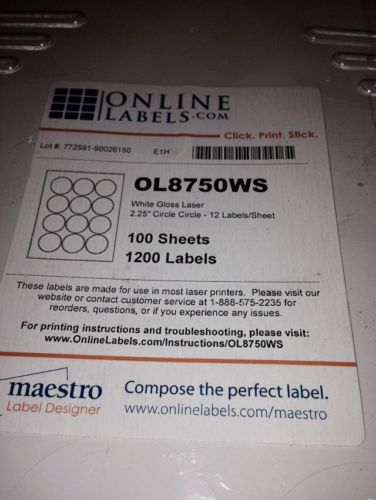 ONLINE
LABELS.COM
Click. Print. Stick.
Lot #: 772591-90026150 E1H
OL8750WS
White Gloss Laser
2.25" Circle Circle - 12 Labels/Sheet
100 Sheets
1200 Labels
These labels are made for use in most laser printers. Please visit our
website or contact customer service at 1-888-575-2235 for
reorders, questions, or if you experience any issues.
For printing instructions and troubleshooting, please visit:
www.OnlineLabels.com/Instructions/OL8750WS
maestro
Label Designer
Compose the perfect label.
www.onlinelabels.com/maestro